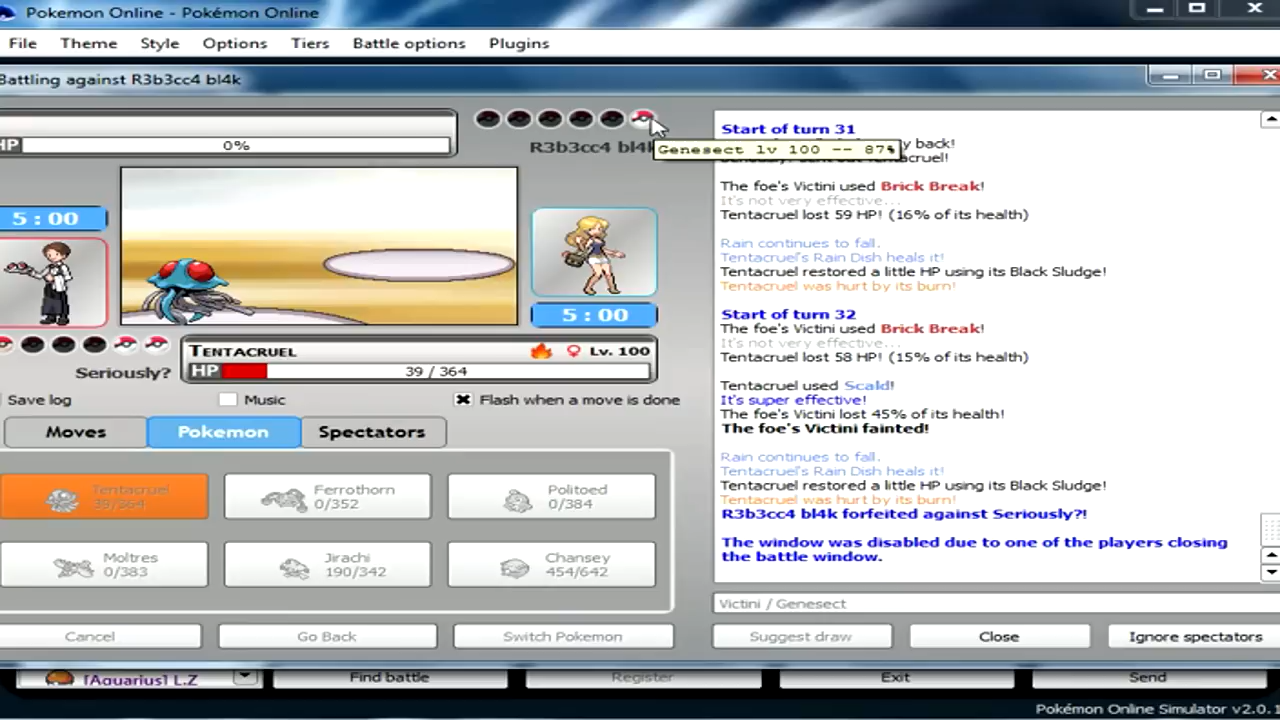 Pokemon Online - Pokémon Online
File Theme Style Options Tiers Battle options Plugins
Battling against R3b3cc4 bl4k
HP 0%
R3b3cc4 bl4k
Genesect lv 100 -- 87%
5:00
5:00
TENTACRUEL Lv. 100
HP 39 / 364
Seriously?
Save log Music Flash when a move is done
Moves Pokemon Spectators
Tentacruel
39/364
Ferrothorn
0/352
Politoed
0/384
Moltres
0/383
Jirachi
190/342
Chansey
454/642
Cancel Go Back Switch Pokemon
Start of turn 31
y back!
The foe's Victini used Brick Break!
It's not very effective...
Tentacruel lost 59 HP! (16% of its health)
Rain continues to fall.
Tentacruel's Rain Dish heals it!
Tentacruel restored a little HP using its Black Sludge!
Tentacruel was hurt by its burn!
Start of turn 32
The foe's Victini used Brick Break!
It's not very effective...
Tentacruel lost 58 HP! (15% of its health)
Tentacruel used Scald!
It's super effective!
The foe's Victini lost 45% of its health!
The foe's Victini fainted!
Rain continues to fall.
Tentacruel's Rain Dish heals it!
Tentacruel restored a little HP using its Black Sludge!
Tentacruel was hurt by its burn!
R3b3cc4 bl4k forfeited against Seriously?!
The window was disabled due to one of the players closing
the battle window.
Victini / Genesect
Suggest draw Close Ignore spectators
[Aquarius] L.Z Find battle Register Exit Send
Pokémon Online Simulator v2.0.1